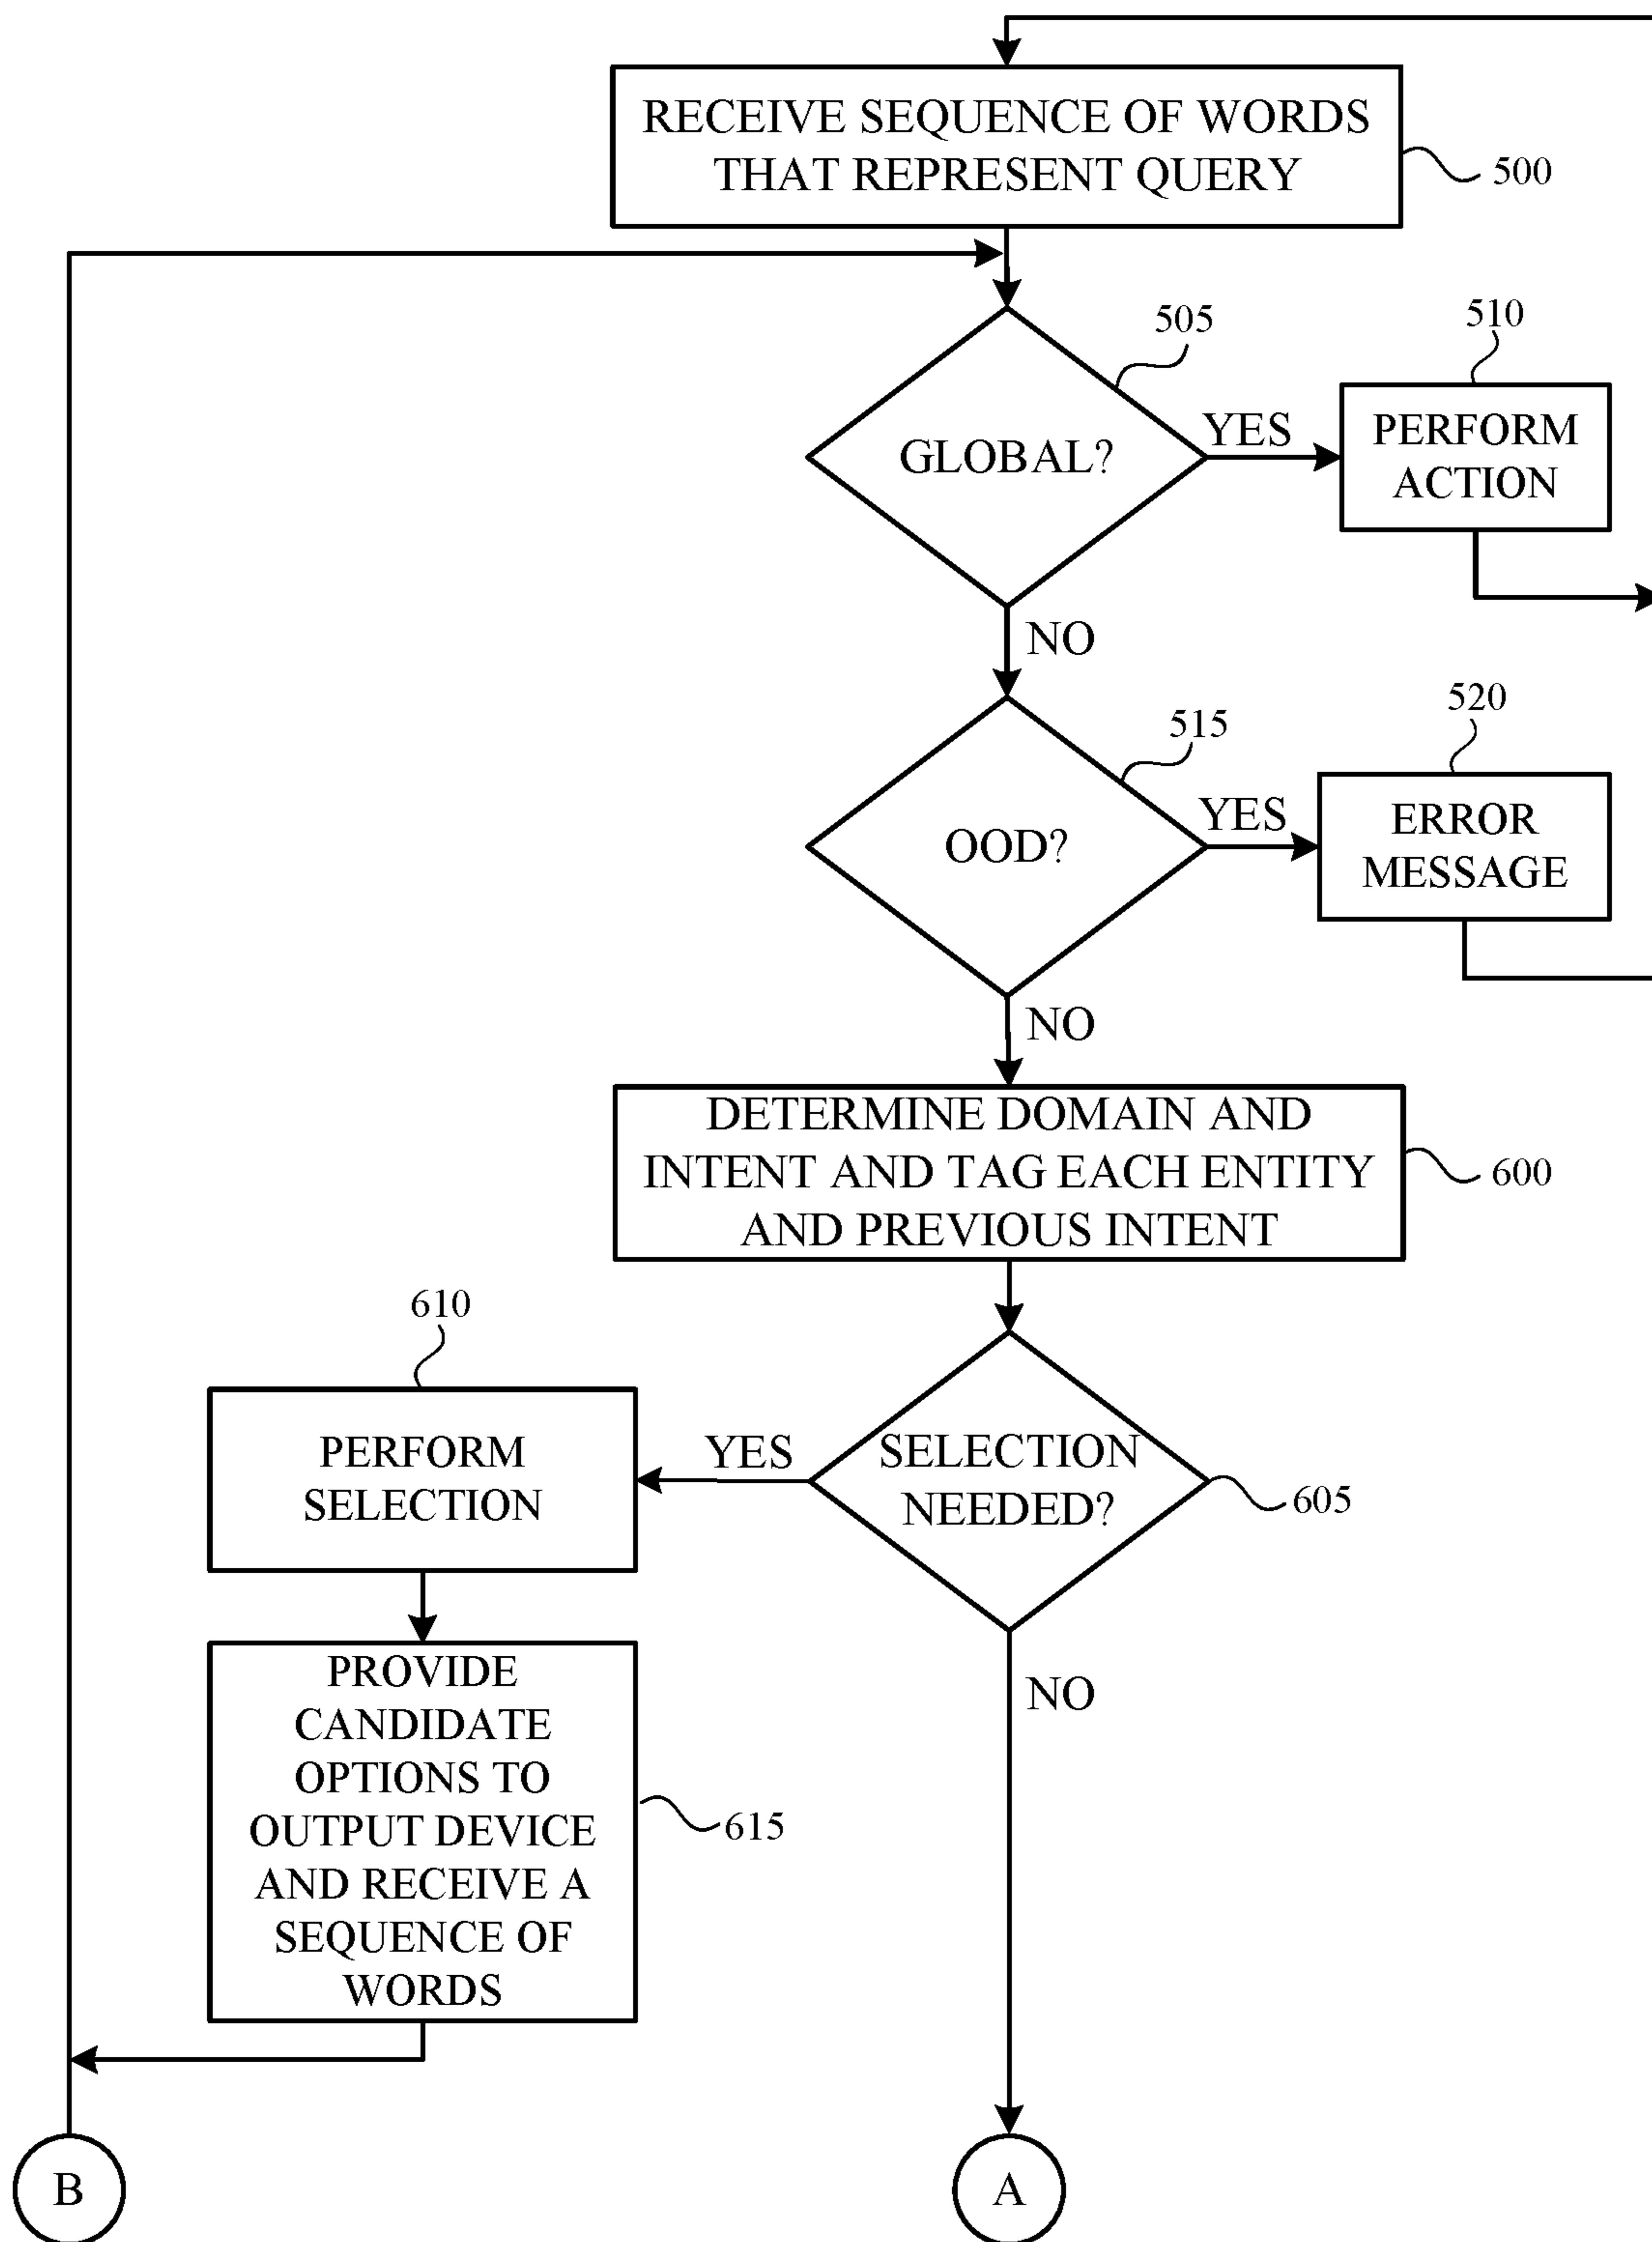 RECEIVE SEQUENCE OF WORDS
THAT REPRESENT QUERY
500
505
510
GLOBAL?
YES
PERFORM
ACTION
NO
515
520
OOD?
YES
ERROR
MESSAGE
NO
DETERMINE DOMAIN AND
INTENT AND TAG EACH ENTITY
AND PREVIOUS INTENT
600
610
PERFORM
SELECTION
YES
SELECTION
NEEDED?
605
NO
PROVIDE
CANDIDATE
OPTIONS TO
OUTPUT DEVICE
AND RECEIVE A
SEQUENCE OF
WORDS
615
B
A